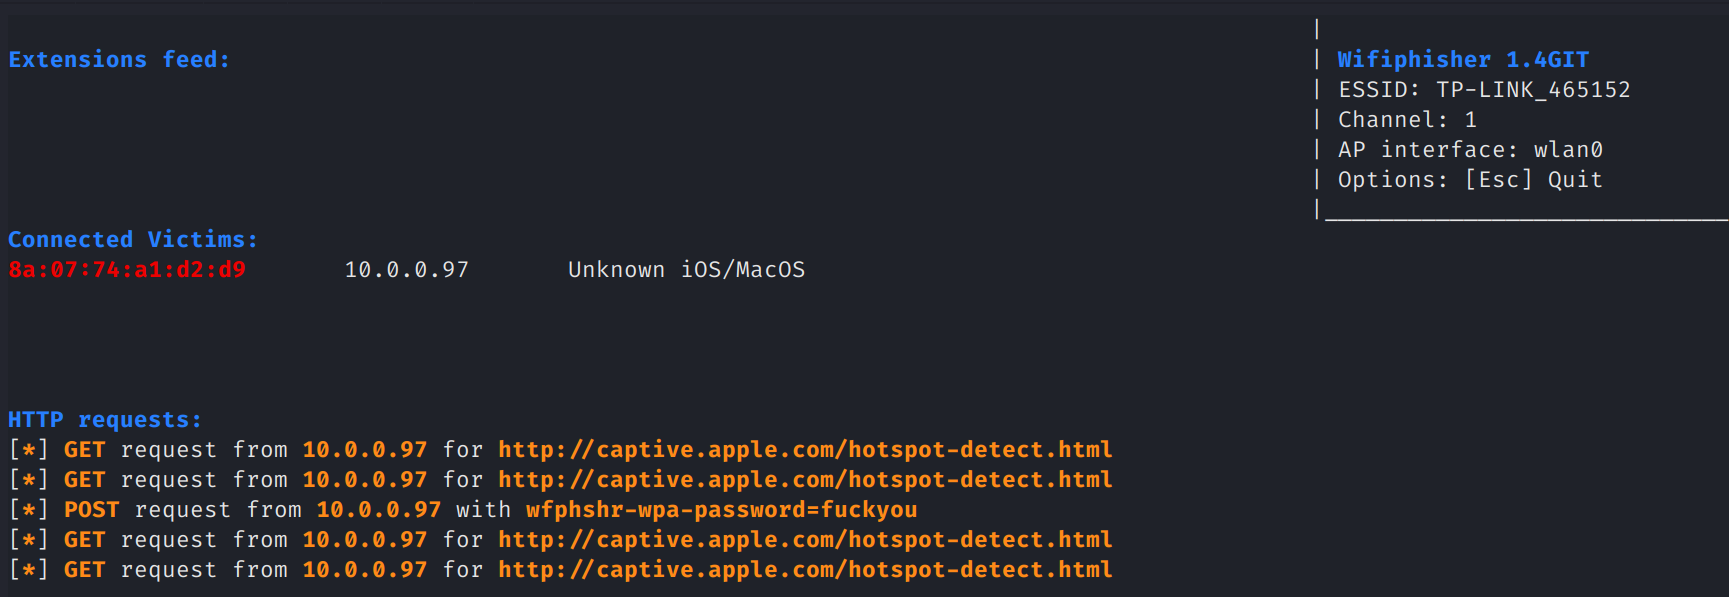 Extensions feed:
Wifiphisher 1.4GIT
ESSID: TP-LINK_465152
Channel: 1
AP interface: wlan0
Options: [Esc] Quit
Connected Victims:
8a:07:74:a1:d2:d9 10.0.0.97 Unknown iOS/MacOS
HTTP requests:
[*] GET request from 10.0.0.97 for http://captive.apple.com/hotspot-detect.html
[*] GET request from 10.0.0.97 for http://captive.apple.com/hotspot-detect.html
[*] POST request from 10.0.0.97 with wfphshr-wpa-password=fuckyou
[*] GET request from 10.0.0.97 for http://captive.apple.com/hotspot-detect.html
[*] GET request from 10.0.0.97 for http://captive.apple.com/hotspot-detect.html